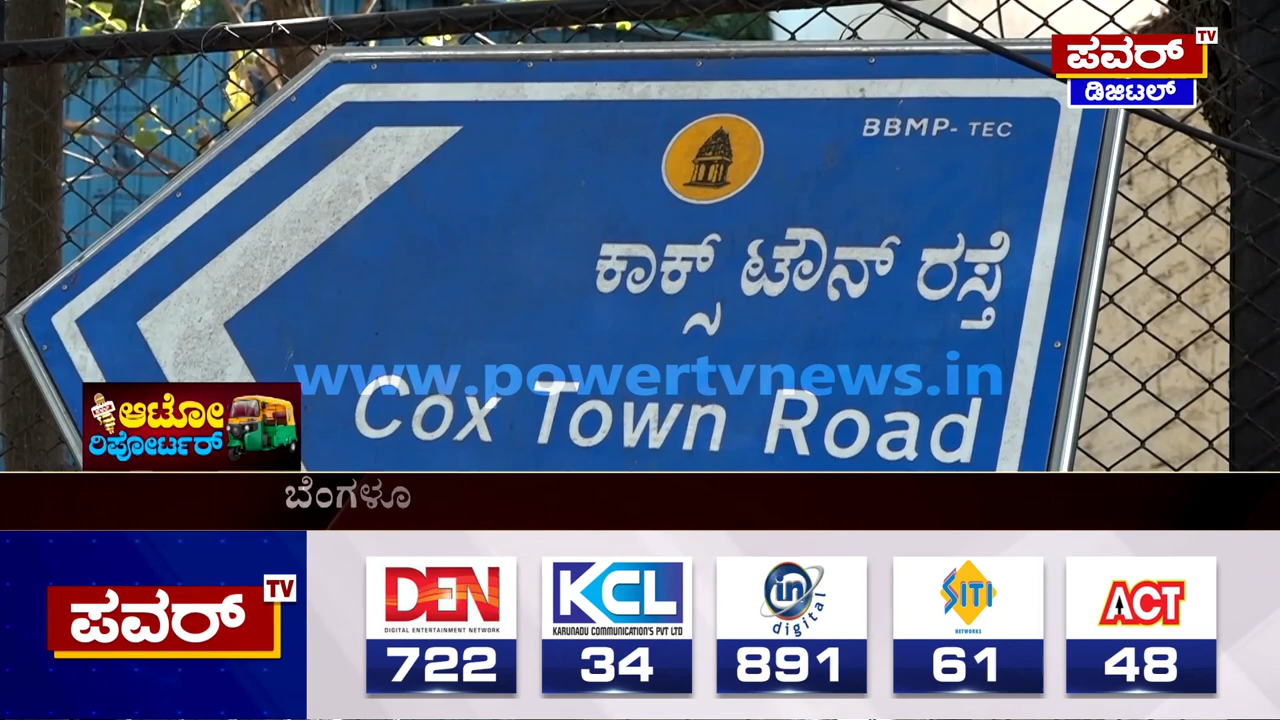 ಪವರ್ TV
ಡಿಜಿಟಲ್
BBMP- TEC
ಕಾಕ್ಸ್ ಟೌನ್ ರಸ್ತೆ
www.powertvnews.in
Cox Town Road
ಆಟೋ
ರಿಪೋರ್ಟರ್
ಬೆಂಗಳೂ
ಪವರ್ TV
DEN
DIGITAL ENTERTAINMENT NETWORK
722
KCL
KARUNADU COMMUNICATION'S PVT LTD
34
in
digital
891
SITI
NETWORKS
61
ACT
48